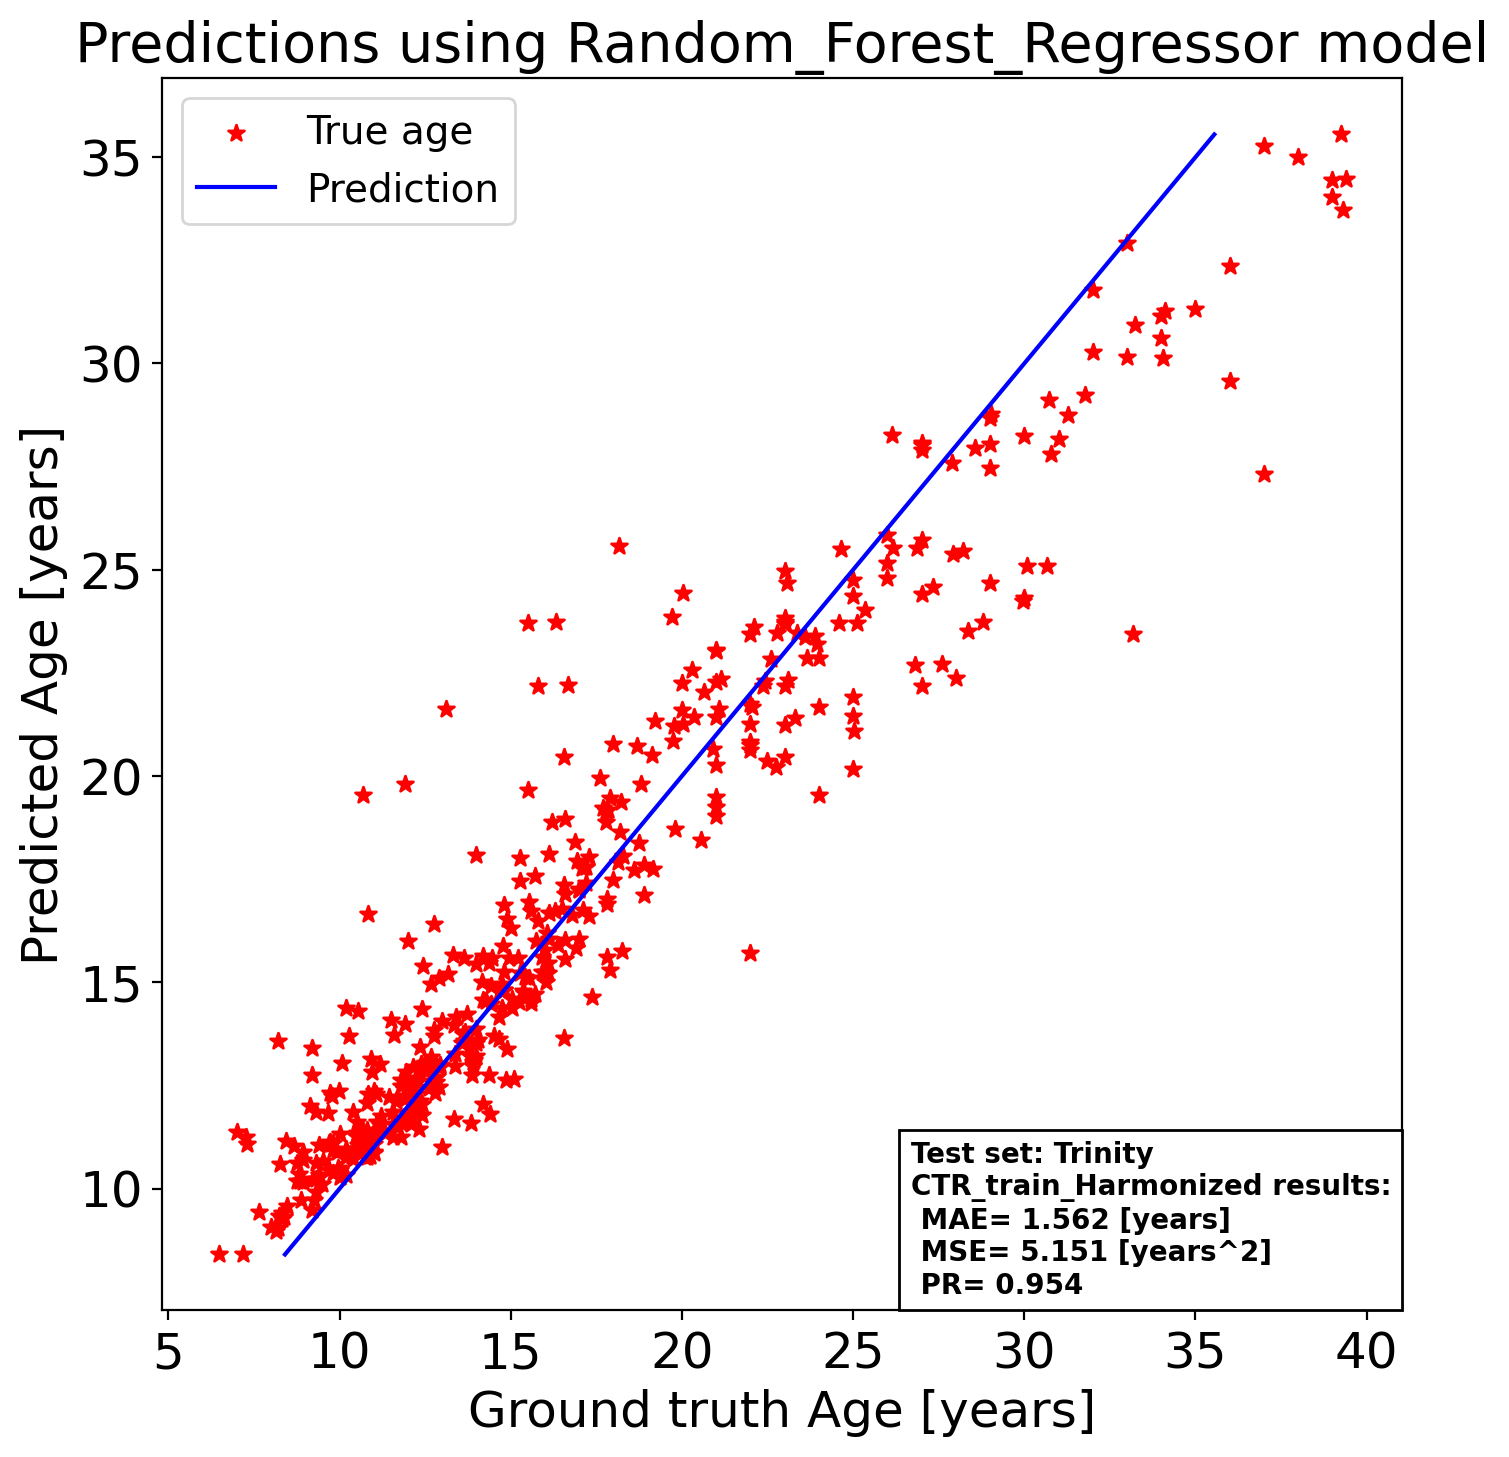 Predictions using Random_Forest_Regressor model
True age
Prediction
35
30
25
20
15
10
Predicted Age [years]
Test set: Trinity
CTR_train_Harmonized results:
MAE= 1.562 [years]
MSE= 5.151 [years^2]
PR= 0.954
5 10 15 20 25 30 35 40
Ground truth Age [years]